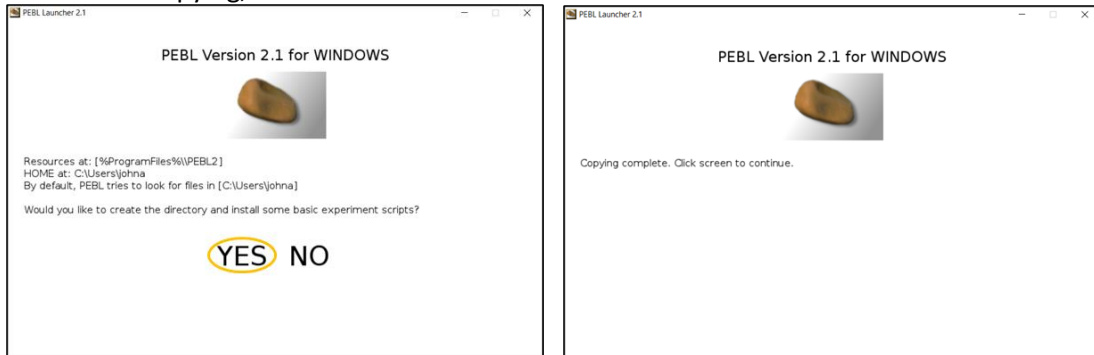 PEBL Launcher 2.1
PEBL Version 2.1 for WINDOWS
Resources at: [%ProgramFiles%\\PEBL2]
HOME at: C:\Users\johna
By default, PEBL tries to look for files in [C:\Users\johna]
Would you like to create the directory and install some basic experiment scripts?
YES NO
PEBL Launcher 2.1
PEBL Version 2.1 for WINDOWS
Copying complete. Click screen to continue.